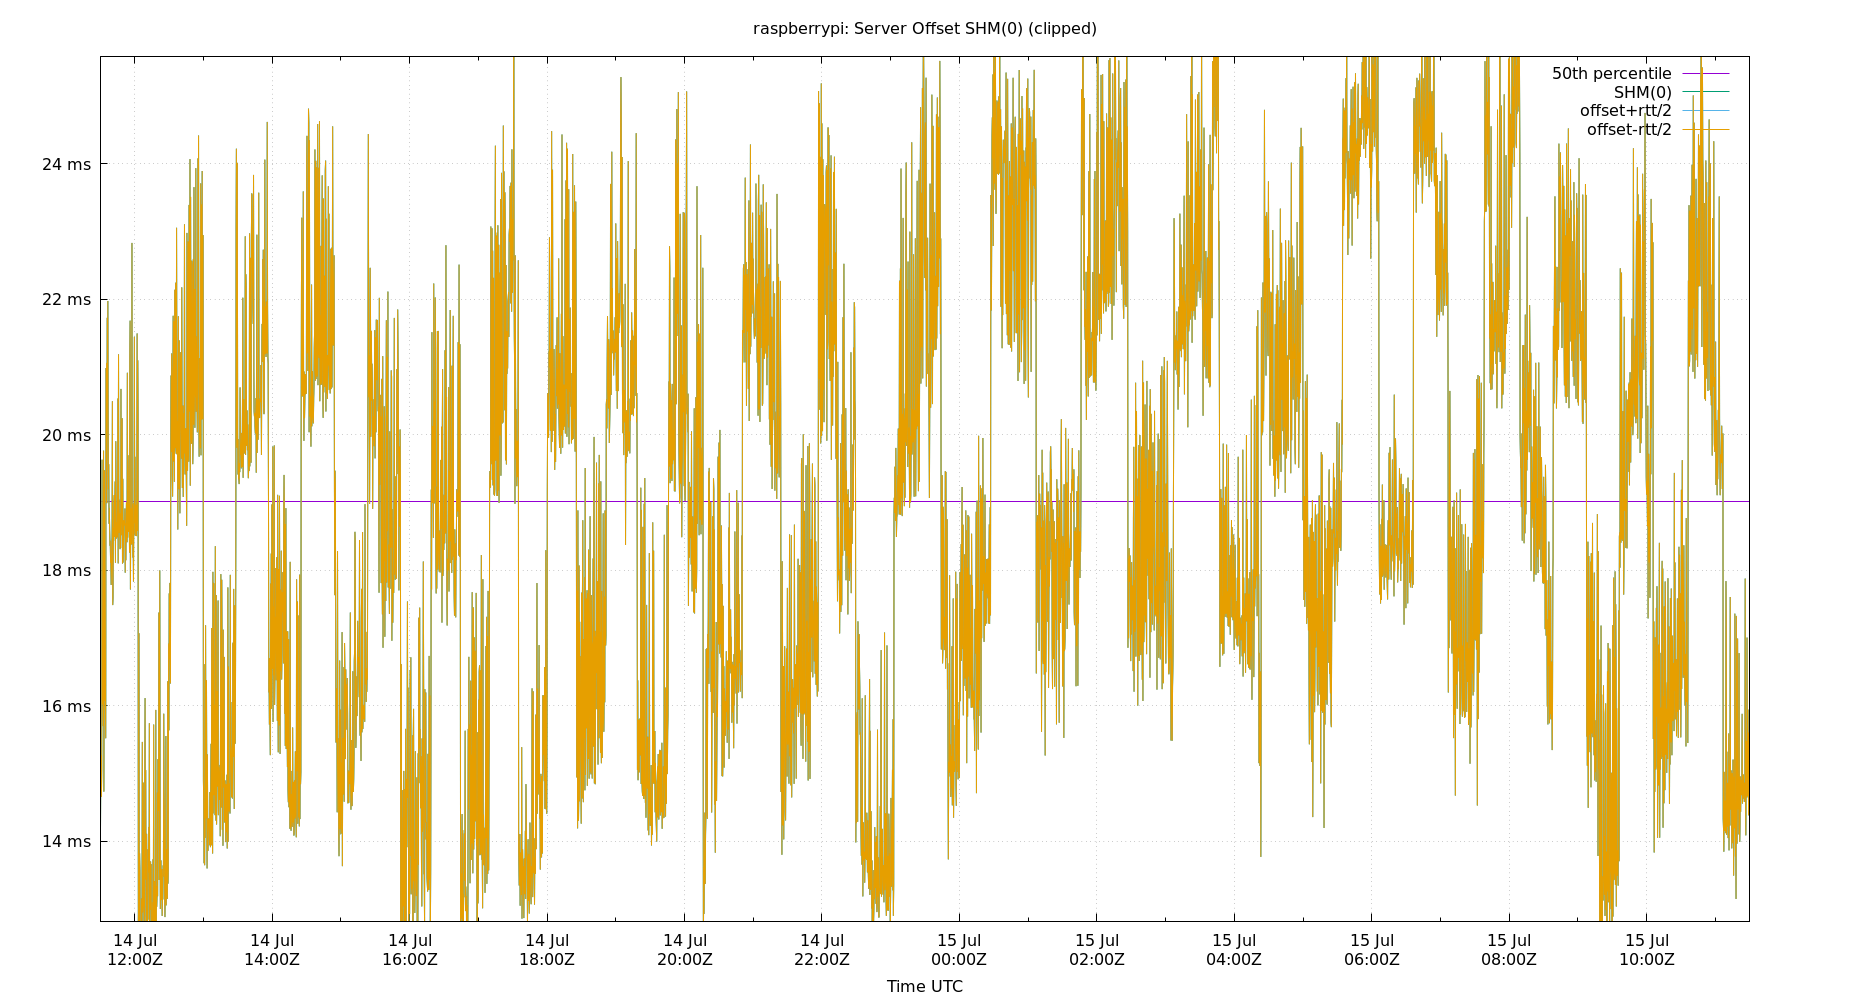 raspberrypi: Server Offset SHM(0) (clipped)
50th percentile
SHM(0)
offset+rtt/2
offset-rtt/2
24 ms
22 ms
20 ms
18 ms
16 ms
14 ms
14 Jul 14 Jul 14 Jul 14 Jul 14 Jul 14 Jul 15 Jul 15 Jul 15 Jul 15 Jul 15 Jul 15 Jul
12:00Z 14:00Z 16:00Z 18:00Z 20:00Z 22:00Z 00:00Z 02:00Z 04:00Z 06:00Z 08:00Z 10:00Z
Time UTC